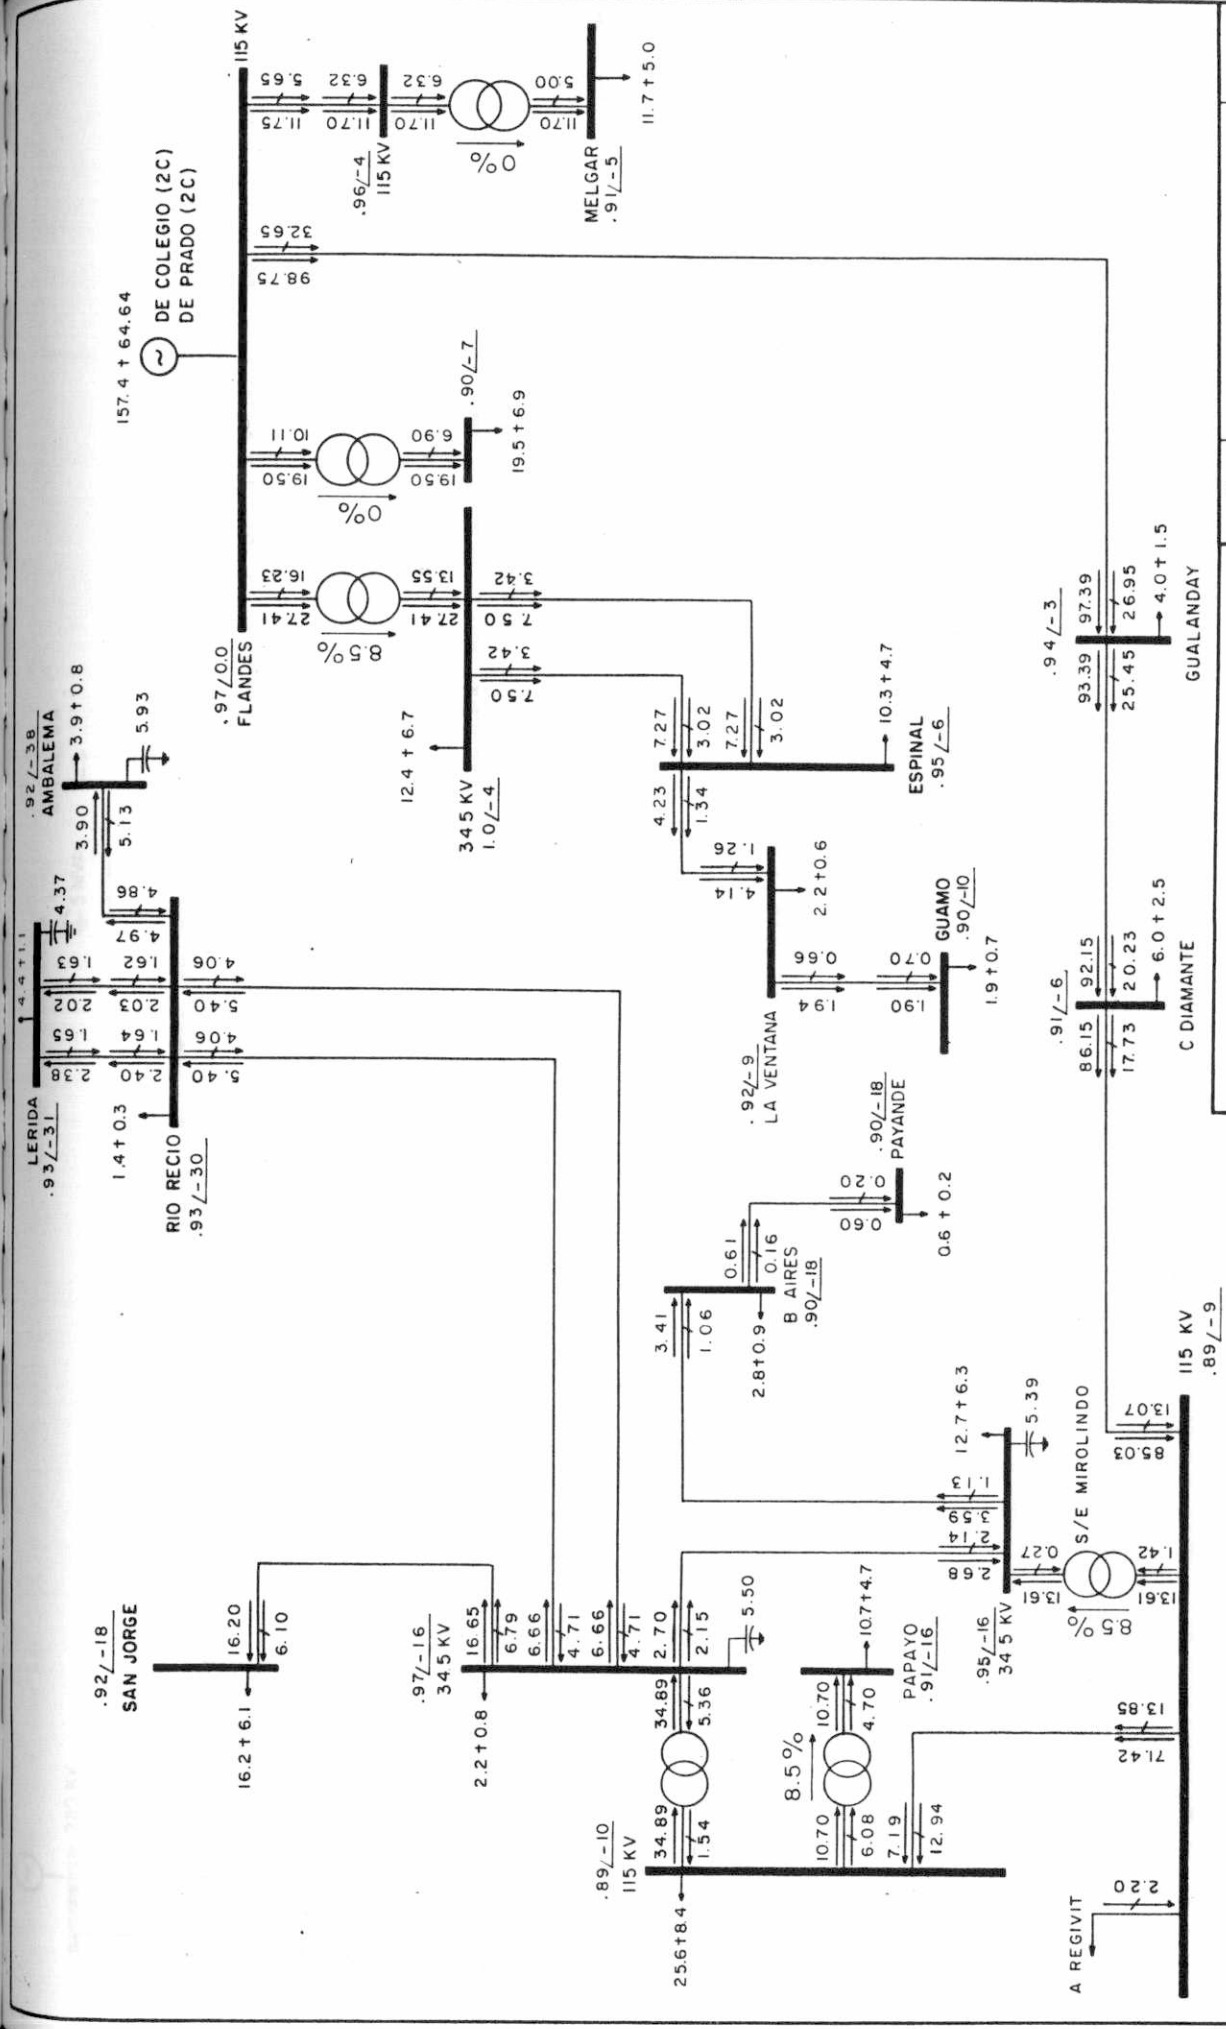 115 KV
5.65
11.75
6.32
11.70
.96/-4
115 KV
6.32
11.70
0%
5.00
11.70
MELGAR
.91/-5
11.7 + 5.0
DE COLEGIO (2C)
DE PRADO (2C)
157.4 + 64.64
32.65
98.75
10.11
19.50
0%
6.90
19.50
.90/-7
19.5 + 6.9
16.23
27.41
8.5%
13.55
27.41
.97/0.0
FLANDES
3.42
7.50
3.42
7.50
12.4 + 6.7
34.5 KV
1.0/-4
7.27
3.02
7.27
3.02
10.3 + 4.7
ESPINAL
.95/-6
4.23
1.34
1.26
4.14
2.2 + 0.6
.92/-9
LA VENTANA
0.66
1.94
0.70
1.90
GUAMO
.90/-10
1.9 + 0.7
.94/-3
97.39
26.95
93.39
25.45
4.0 + 1.5
GUALANDAY
.91/-6
92.15
20.23
86.15
17.73
6.0 + 2.5
C DIAMANTE
.92/-38
AMBALEMA
3.9 + 0.8
5.93
3.90
5.13
4.86
4.97
4.4 + 1.1
4.37
LERIDA
.93/-31
1.63
2.02
1.62
2.03
1.65
2.38
1.64
2.40
4.06
5.40
4.06
5.40
1.4 + 0.3
RIO RECIO
.93/-30
.90/-18
PAYANDE
0.20
0.60
0.6 + 0.2
0.61
0.16
B AIRES
.90/-18
2.8 + 0.9
3.41
1.06
12.7 + 6.3
5.39
1.13
3.59
2.14
2.68
0.27
13.61
S/E MIROLINDO
8.5%
1.42
13.61
.95/-16
34.5 KV
115 KV
.89/-9
13.07
85.03
.92/-18
SAN JORGE
16.20
6.10
16.2 + 6.1
.97/-16
34.5 KV
16.65
6.79
6.66
4.71
6.66
4.71
2.70
2.15
5.50
2.2 + 0.8
34.89
5.36
34.89
1.54
.89/-10
115 KV
25.6 + 8.4
8.5%
10.70
4.70
10.70
6.08
10.7 + 4.7
PAPAYO
.91/-16
7.19
12.94
13.85
71.42
A REGIVIT
2.20